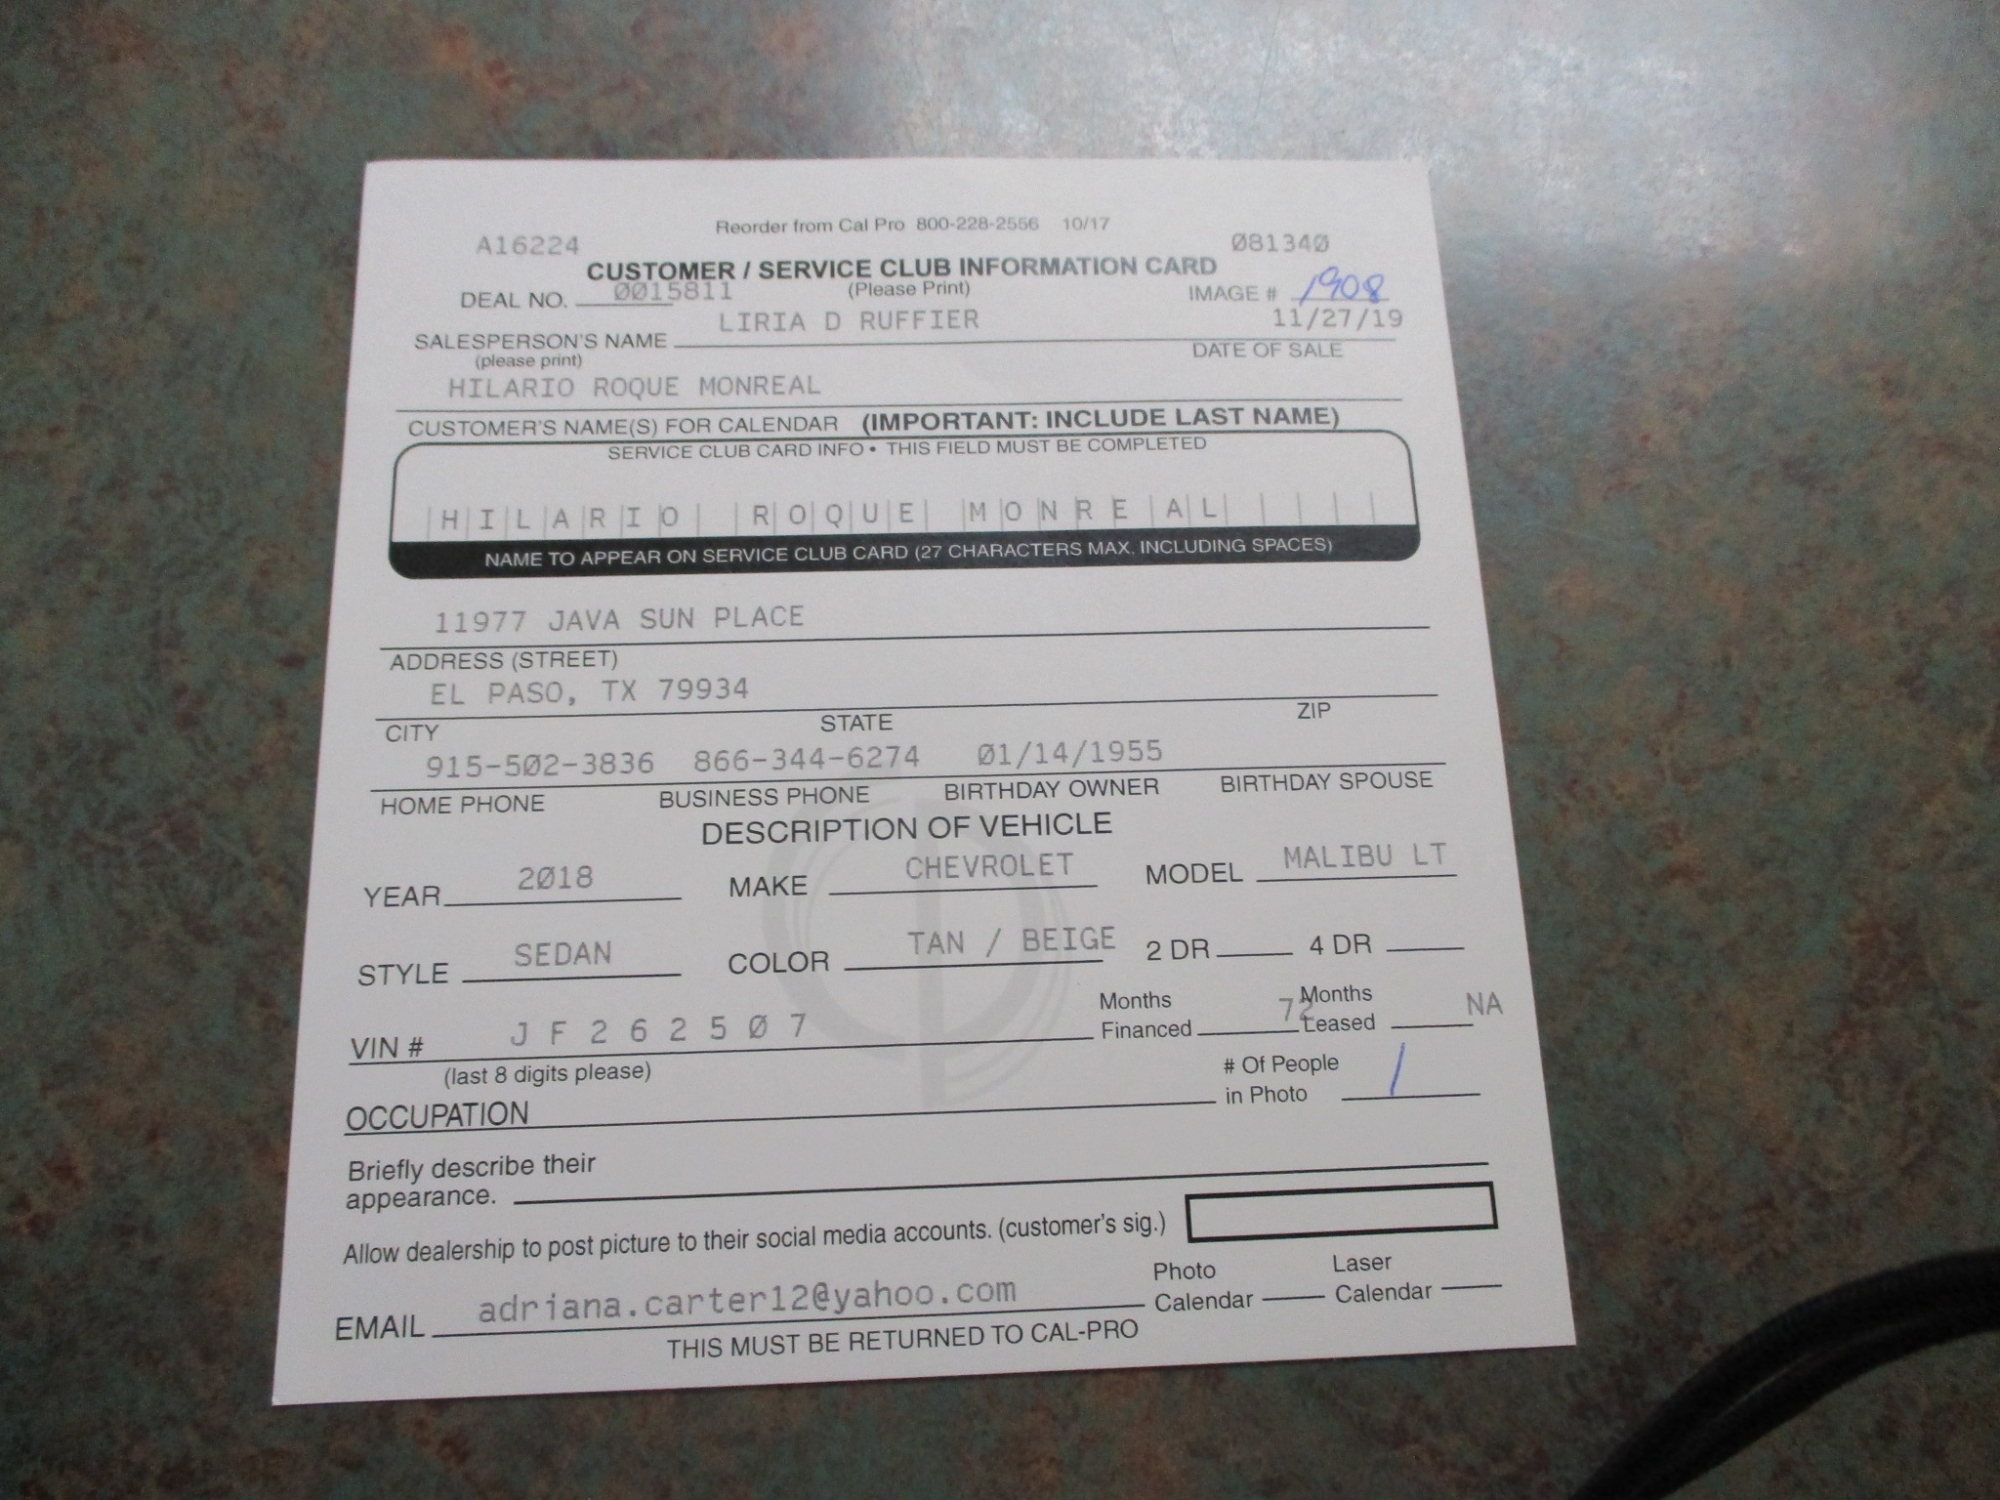 Reorder from Cal Pro 800-228-2556 10/17
A16224 081340
CUSTOMER / SERVICE CLUB INFORMATION CARD
DEAL NO. 0015811 (Please Print) IMAGE # 1908
SALESPERSON'S NAME LIRIA D RUFFIER 11/27/19
(please print) DATE OF SALE
HILARIO ROQUE MONREAL
CUSTOMER'S NAME(S) FOR CALENDAR (IMPORTANT: INCLUDE LAST NAME)
SERVICE CLUB CARD INFO • THIS FIELD MUST BE COMPLETED
HILARIO ROQUE MONREAL
NAME TO APPEAR ON SERVICE CLUB CARD (27 CHARACTERS MAX. INCLUDING SPACES)
11977 JAVA SUN PLACE
ADDRESS (STREET)
EL PASO, TX 79934
CITY STATE ZIP
915-502-3836 866-344-6274 01/14/1955
HOME PHONE BUSINESS PHONE BIRTHDAY OWNER BIRTHDAY SPOUSE
DESCRIPTION OF VEHICLE
YEAR 2018 MAKE CHEVROLET MODEL MALIBU LT
STYLE SEDAN COLOR TAN / BEIGE 2 DR 4 DR
VIN # J F 2 6 2 5 0 7 Months Financed 72 Months Leased NA
(last 8 digits please)
OCCUPATION # Of People in Photo 1
Briefly describe their
appearance.
Allow dealership to post picture to their social media accounts. (customer's sig.)
EMAIL adriana.carter12@yahoo.com Photo Calendar Laser Calendar
THIS MUST BE RETURNED TO CAL-PRO